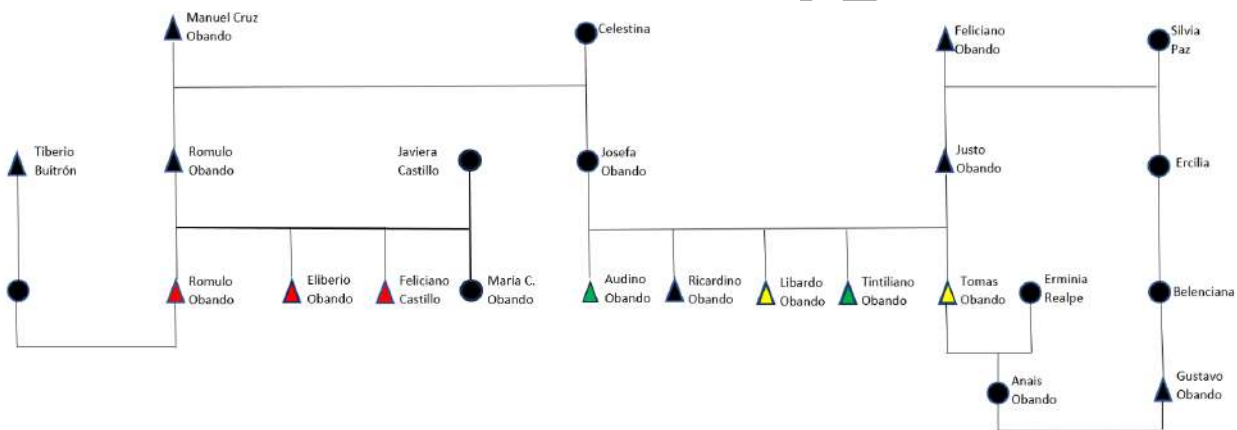 Manuel Cruz
Obando
Celestina
Feliciano
Obando
Silvia
Paz
Tiberio
Buitrón
Romulo
Obando
Javiera
Castillo
Josefa
Obando
Justo
Obando
Ercilia
Romulo
Obando
Eliberio
Obando
Feliciano
Castillo
María C.
Obando
Audino
Obando
Ricardino
Obando
Libardo
Obando
Tintiliano
Obando
Tomas
Obando
Erminia
Realpe
Belenciana
Anais
Obando
Gustavo
Obando